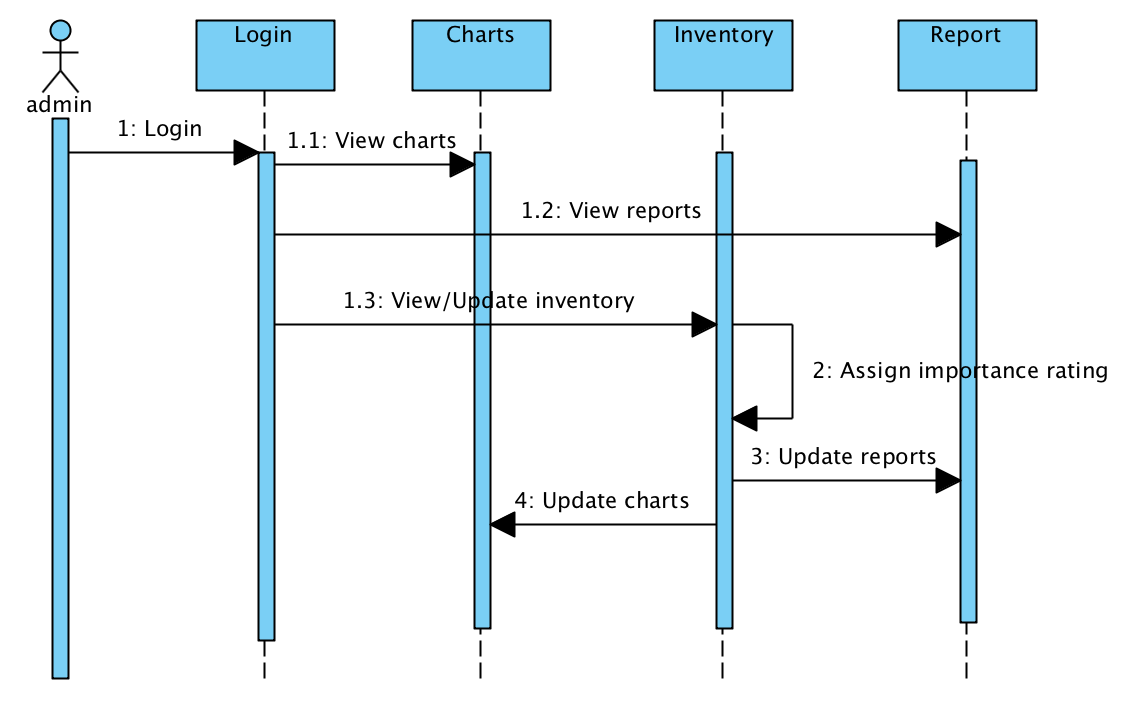 Login
Charts
Inventory
Report
admin
1: Login
1.1: View charts
1.2: View reports
1.3: View/Update inventory
2: Assign importance rating
3: Update reports
4: Update charts